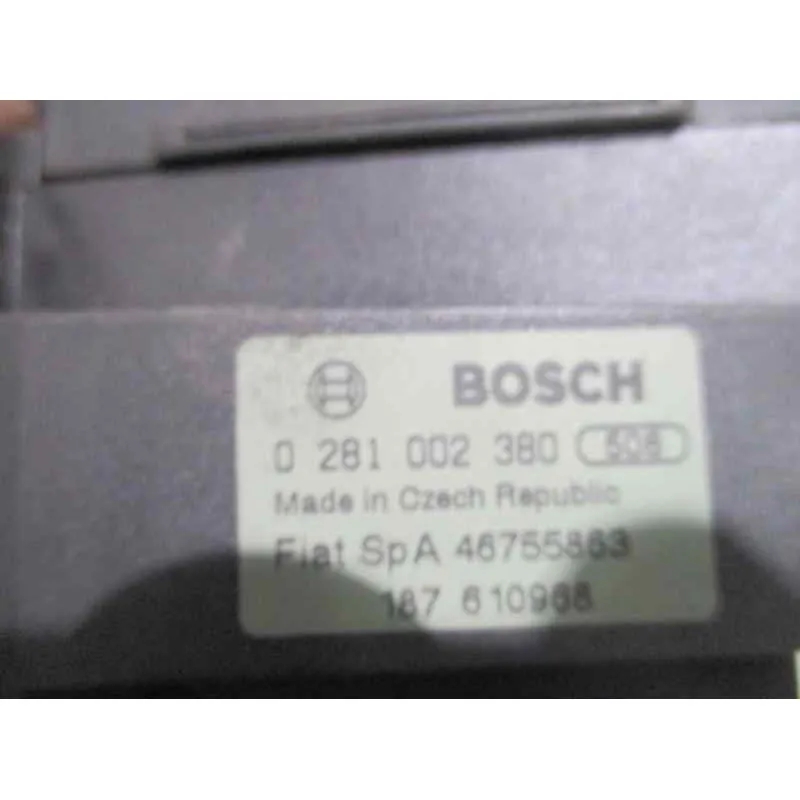 BOSCH
0 281 002 380 508
Made in Czech Republic
Fiat SpA 46755863
187 610968